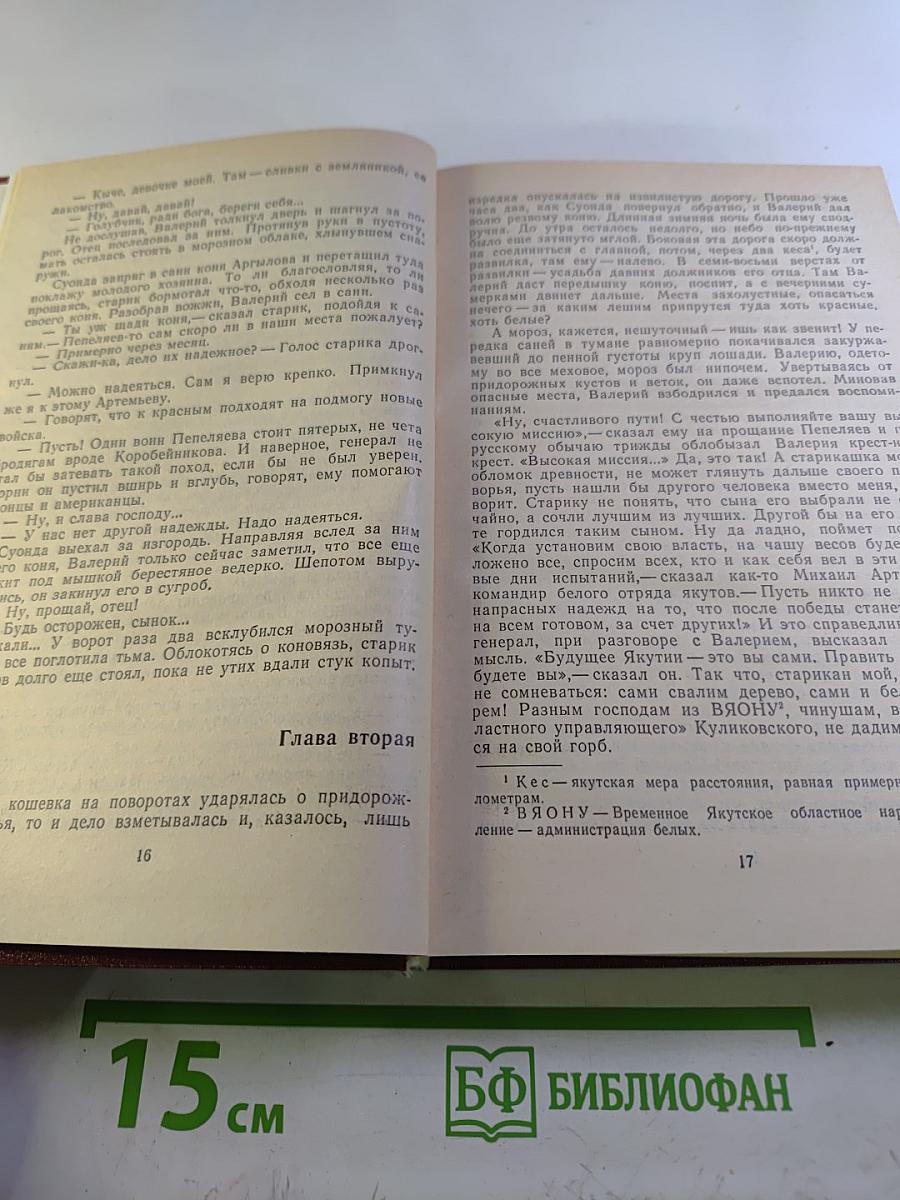 — Кыче, девочке моей. Там — сливки с земляникой, ее
лакомство.
— Ну, давай, давай!
— Голубчик, ради бога, береги себя...
Не дослушав, Валерий толкнул дверь и шагнул за по-
рог. Отец последовал за ним. Протянув руки в пустоту,
мать осталась стоять в морозном облаке, хлынувшем сна-
ружи.
Суонда запряг в сани коня Аргылова и перетащил туда
поклажу молодого хозяина. То ли благословляя, то ли
прощаясь, старик бормотал что-то, обходя несколько раз
своего коня. Разобрав вожжи, Валерий сел в сани.
— Ты уж щади коня,— сказал старик, подойдя к са-
ням.— Пепеляев-то сам скоро ли в наши места пожалует?
— Примерно через месяц.
— Скажи-ка, дело их надежное? — Голос старика дрог-
нул.
— Можно надеяться. Сам я верю крепко. Примкнул
же я к этому Артемьеву.
— Говорят, что к красным подходят на подмогу новые
войска.
— Пусть! Один воин Пепеляева стоит пятерых, не чета
бродягам вроде Коробейникова. И наверное, генерал не
стал бы затевать такой поход, если бы не был уверен.
орни он пустил вширь и вглубь, говорят, ему помогают
онцы и американцы.
— Ну, и слава господу...
— У нас нет другой надежды. Надо надеяться.
Суонда выехал за изгородь. Направляя вслед за ним
его коня, Валерий только сейчас заметил, что все еще
жит под мышкой берестяное ведерко. Шепотом выру-
ись, он закинул его в сугроб.
Ну, прощай, отец!
Будь осторожен, сынок...
хали... У ворот раза два всклубился морозный ту-
все поглотила тьма. Облокотясь о коновязь, старик
ов долго еще стоял, пока не утих вдали стук копыт.
Глава вторая
кошевка на поворотах ударялась о придорож-
ья, то и дело взметывалась и, казалось, лишь
16
изредка опускалась на извилистую дорогу. Прошло уже
часа два, как Суонда повернул обратно, и Валерий дал
волю резвому коню. Длинная зимняя ночь была ему спод-
ручна. До утра осталось недолго, но небо по-прежнему
было еще затянуто мглой. Боковая эта дорога скоро долж-
на соединиться с главной, потом, через два кеса¹, будет
развилка, там ему — налево. В семи-восьми верстах от
развилки — усадьба давних должников его отца. Там Ва-
лерий даст передышку коню, поспит, а с вечерними су-
мерками двинет дальше. Места захолустные, опасаться
нечего — за каким лешим припрутся туда хоть красные,
хоть белые?
А мороз, кажется, нешуточный — ишь как звенит! У пе-
редка саней в тумане равномерно покачивался закуржа-
вевший до пенной густоты круп лошади. Валерию, одето-
му во все меховое, мороз был нипочем. Увертываясь от
придорожных кустов и веток, он даже вспотел. Миновав
опасные места, Валерий взбодрился и предался воспоми-
наниям.
«Ну, счастливого пути! С честью выполняйте вашу вы-
сокую миссию»,— сказал ему на прощание Пепеляев и п
русскому обычаю трижды облобызал Валерия крест-н
крест. «Высокая миссия...» Да, это так! А старикашка мо
обломок древности, не может глянуть дальше своего п
ворья, пусть нашли бы другого человека вместо меня,
ворит. Старику не понять, что сына его выбрали не с
чайно, а сочли лучшим из лучших. Другой бы на его
те гордился таким сыном. Ну да ладно, поймет по
«Когда установим свою власть, на чашу весов буде
ложено все, спросим всех, кто и как себя вел в эти
вые дни испытаний,— сказал как-то Михаил Арт
командир белого отряда якутов.— Пусть никто не
напрасных надежд на то, что после победы станет
на всем готовом, за счет других!» И это справедлив
генерал, при разговоре с Валерием, высказал
мысль. «Будущее Якутии — это вы сами. Править
будете вы»,— сказал он. Так что, старикан мой,
не сомневаться: сами свалим дерево, сами и бел
рем! Разным господам из ВЯОНУ², чинушам, в
ластного управляющего» Куликовского, не дадим
ся на свой горб.
¹ Кес — якутская мера расстояния, равная примерн
лометрам.
² ВЯОНУ — Временное Якутское областное нар
ление — администрация белых.
17
15 см
БФ БИБЛИОФАН